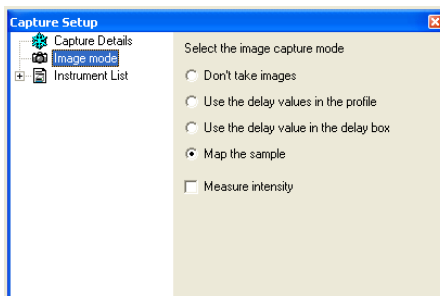 Capture Setup
Capture Details
Image mode
Instrument List
Select the image capture mode
Don't take images
Use the delay values in the profile
Use the delay value in the delay box
Map the sample
Measure intensity